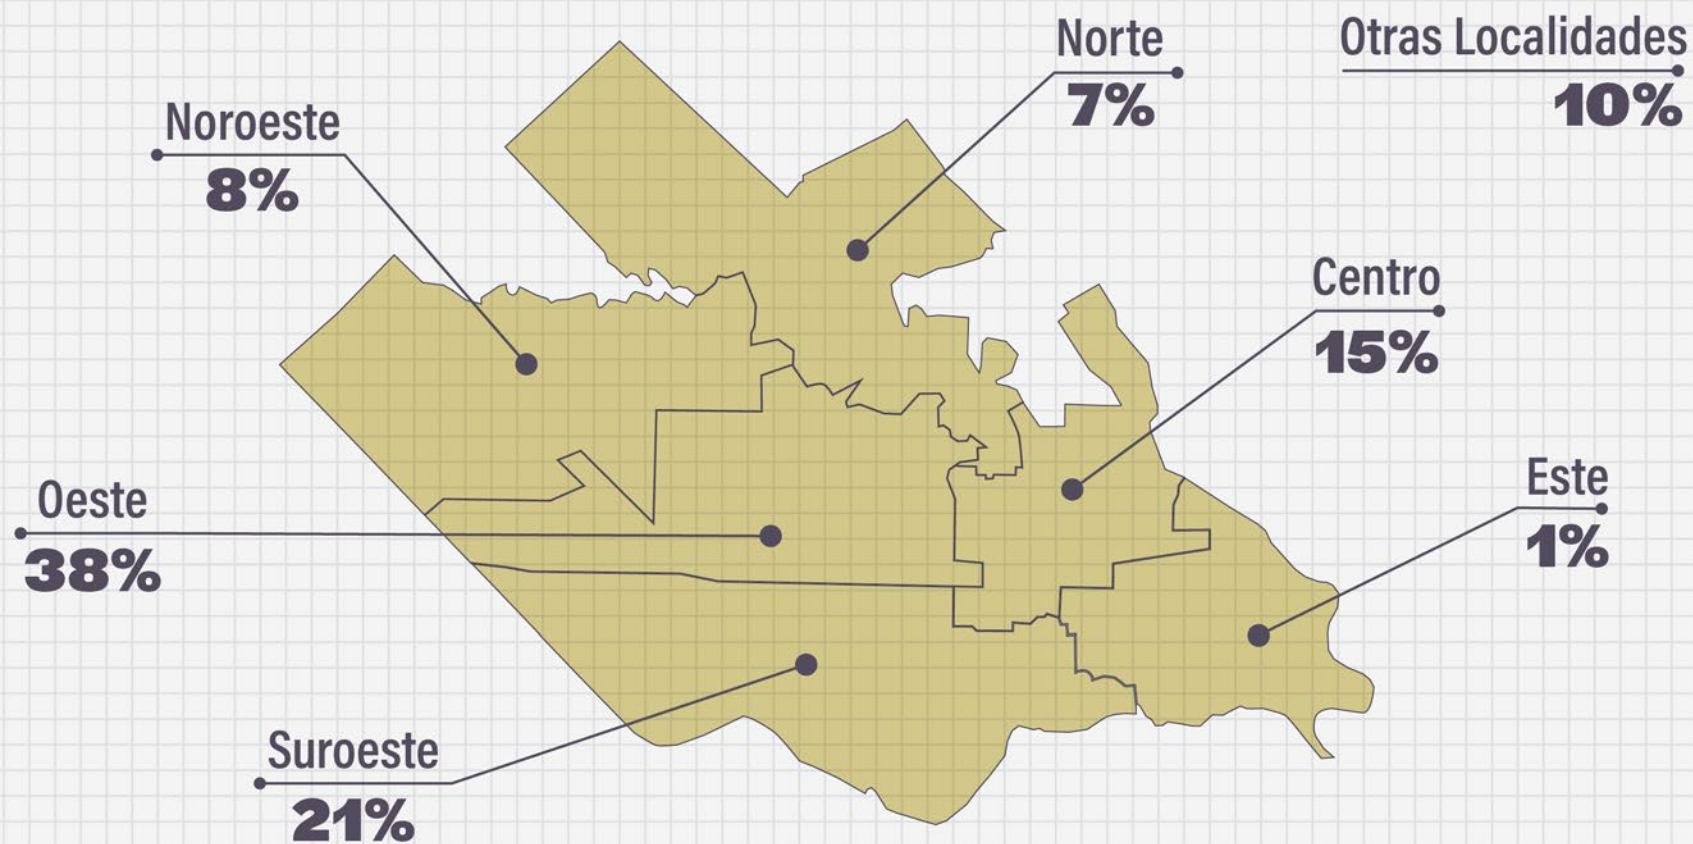 Norte
7%
Otras Localidades
10%
Noroeste
8%
Centro
15%
Oeste
38%
Este
1%
Suroeste
21%